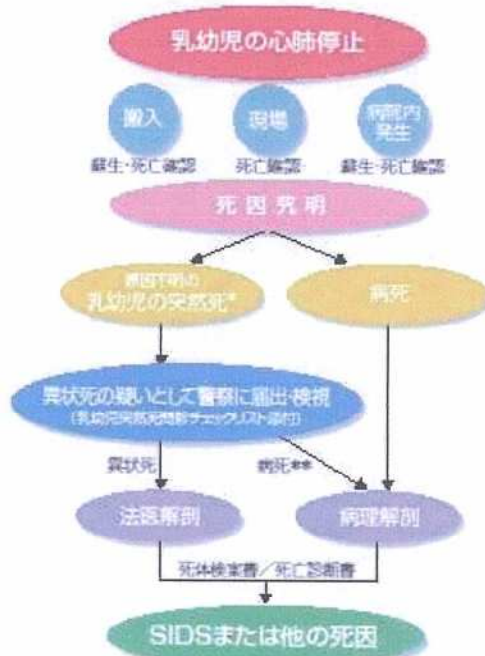 乳幼児の心肺停止
搬入
現場
病院内
発生
蘇生・死亡確認
死亡確認
蘇生・死亡確認
死因究明
原因不明の
乳幼児の突然死*
病死
異状死の疑いとして警察に届出・検視
(乳幼児突然死問診チェックリスト添付)
異状死
病死**
法医解剖
病理解剖
死体検案書／死亡診断書
SIDSまたは他の死因